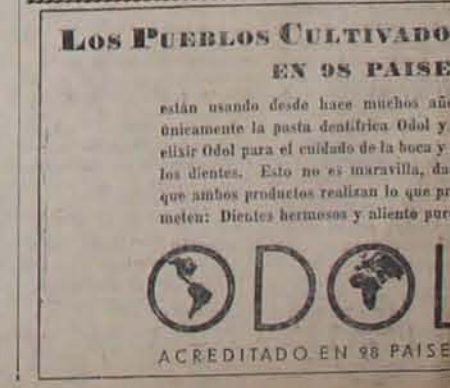 LOS PUEBLOS CULTIVADO
EN 98 PAISE
están usando desde hace muchos añ
únicamente la pasta dentífrica Odol y
elixir Odol para el cuidado de la boca y
los dientes. Esto no es maravilla, da
que ambos productos realizan lo que pr
meten: Dientes hermosos y aliento pur
ODOL
ACREDITADO EN 98 PAISE